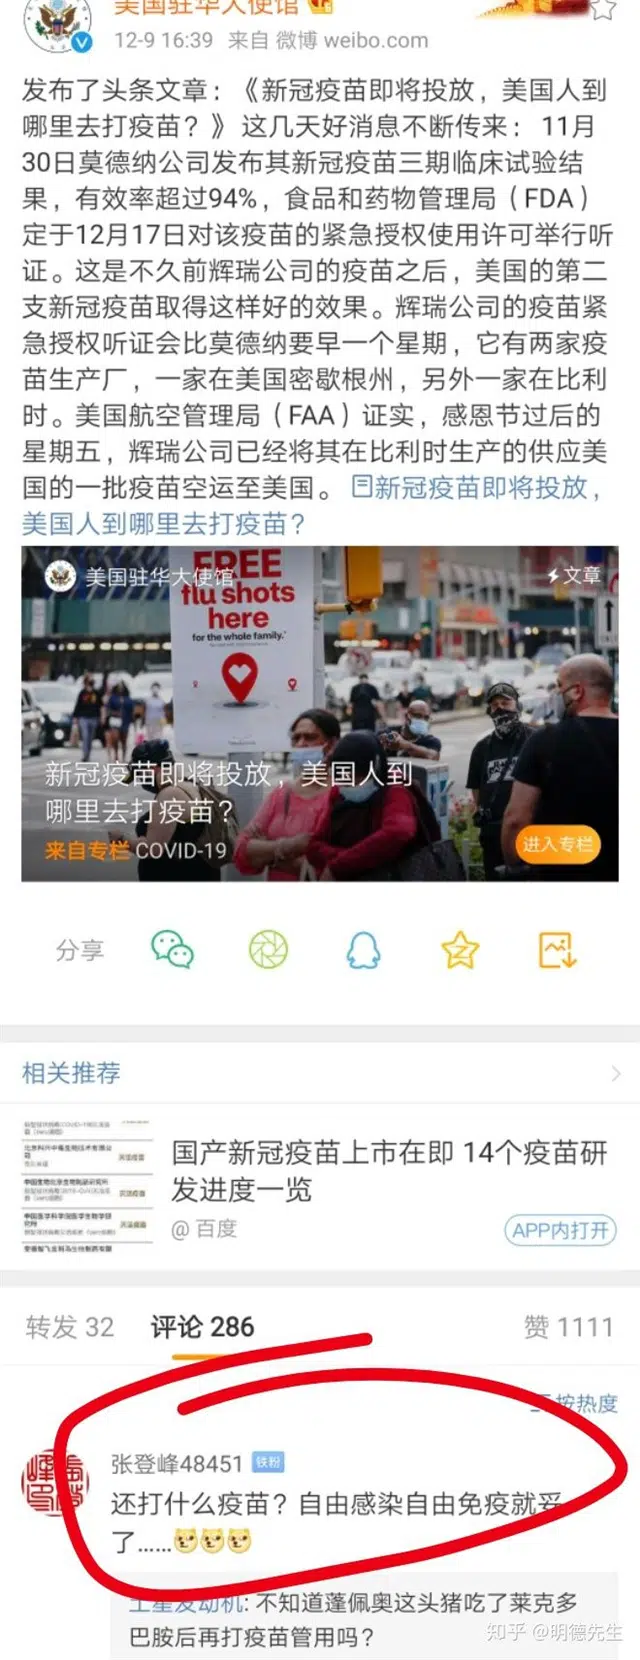 美国驻华大使馆
12-9 16:39 来自 微博 weibo.com
发布了头条文章：《新冠疫苗即将投放，美国人到
哪里去打疫苗？》 这几天好消息不断传来： 11月
30日莫德纳公司发布其新冠疫苗三期临床试验结
果，有效率超过94%，食品和药物管理局（FDA）
定于12月17日对该疫苗的紧急授权使用许可举行听
证。这是不久前辉瑞公司的疫苗之后，美国的第二
支新冠疫苗取得这样好的效果。辉瑞公司的疫苗紧
急授权听证会比莫德纳要早一个星期，它有两家疫
苗生产厂，一家在美国密歇根州，另外一家在比利
时。美国航空管理局（FAA）证实，感恩节过后的
星期五，辉瑞公司已经将其在比利时生产的供应美
国的一批疫苗空运至美国。 新冠疫苗即将投放，
美国人到哪里去打疫苗?
美国驻华大使馆
文章
FREE
flu shots
here
for the whole family.*
新冠疫苗即将投放，美国人到
哪里去打疫苗？
来自专栏 COVID-19
进入专栏
分享
相关推荐
国产新冠疫苗上市在即 14个疫苗研
发进度一览
@ 百度
APP内打开
转发 32
评论 286
赞 1111
按热度
张登峰48451 铁粉
还打什么疫苗？自由感染自由免疫就妥
了……
土星发动机: 不知道蓬佩奥这头猪吃了莱克多
巴胺后再打疫苗管用吗？
知乎 @明德先生